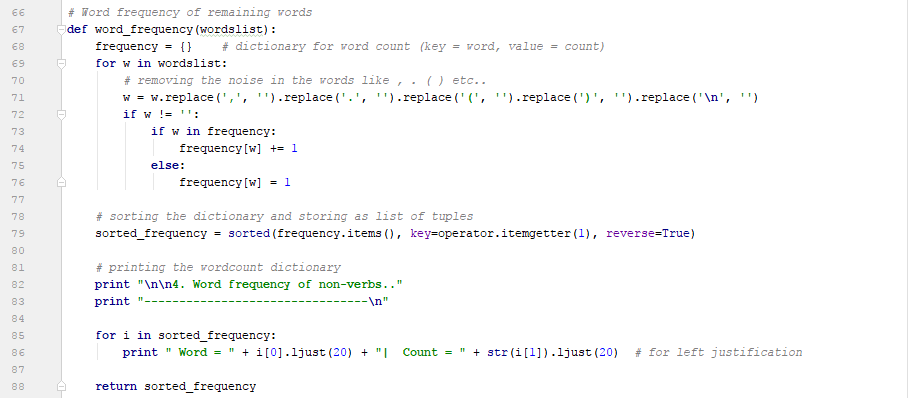 66 # Word frequency of remaining words
67 def word_frequency(wordslist):
68     frequency = {}    # dictionary for word count (key = word, value = count)
69     for w in wordslist:
70         # removing the noise in the words like , . ( ) etc..
71         w = w.replace(',', '').replace('.', '').replace('(', '').replace(')', '').replace('\n', '')
72         if w != '':
73             if w in frequency:
74                 frequency[w] += 1
75             else:
76                 frequency[w] = 1
77
78     # sorting the dictionary and storing as list of tuples
79     sorted_frequency = sorted(frequency.items(), key=operator.itemgetter(1), reverse=True)
80
81     # printing the wordcount dictionary
82     print "\n\n4. Word frequency of non-verbs.."
83     print "--------------------------------\n"
84
85     for i in sorted_frequency:
86         print " Word = " + i[0].ljust(20) + "|  Count = " + str(i[1]).ljust(20)  # for left justification
87
88     return sorted_frequency